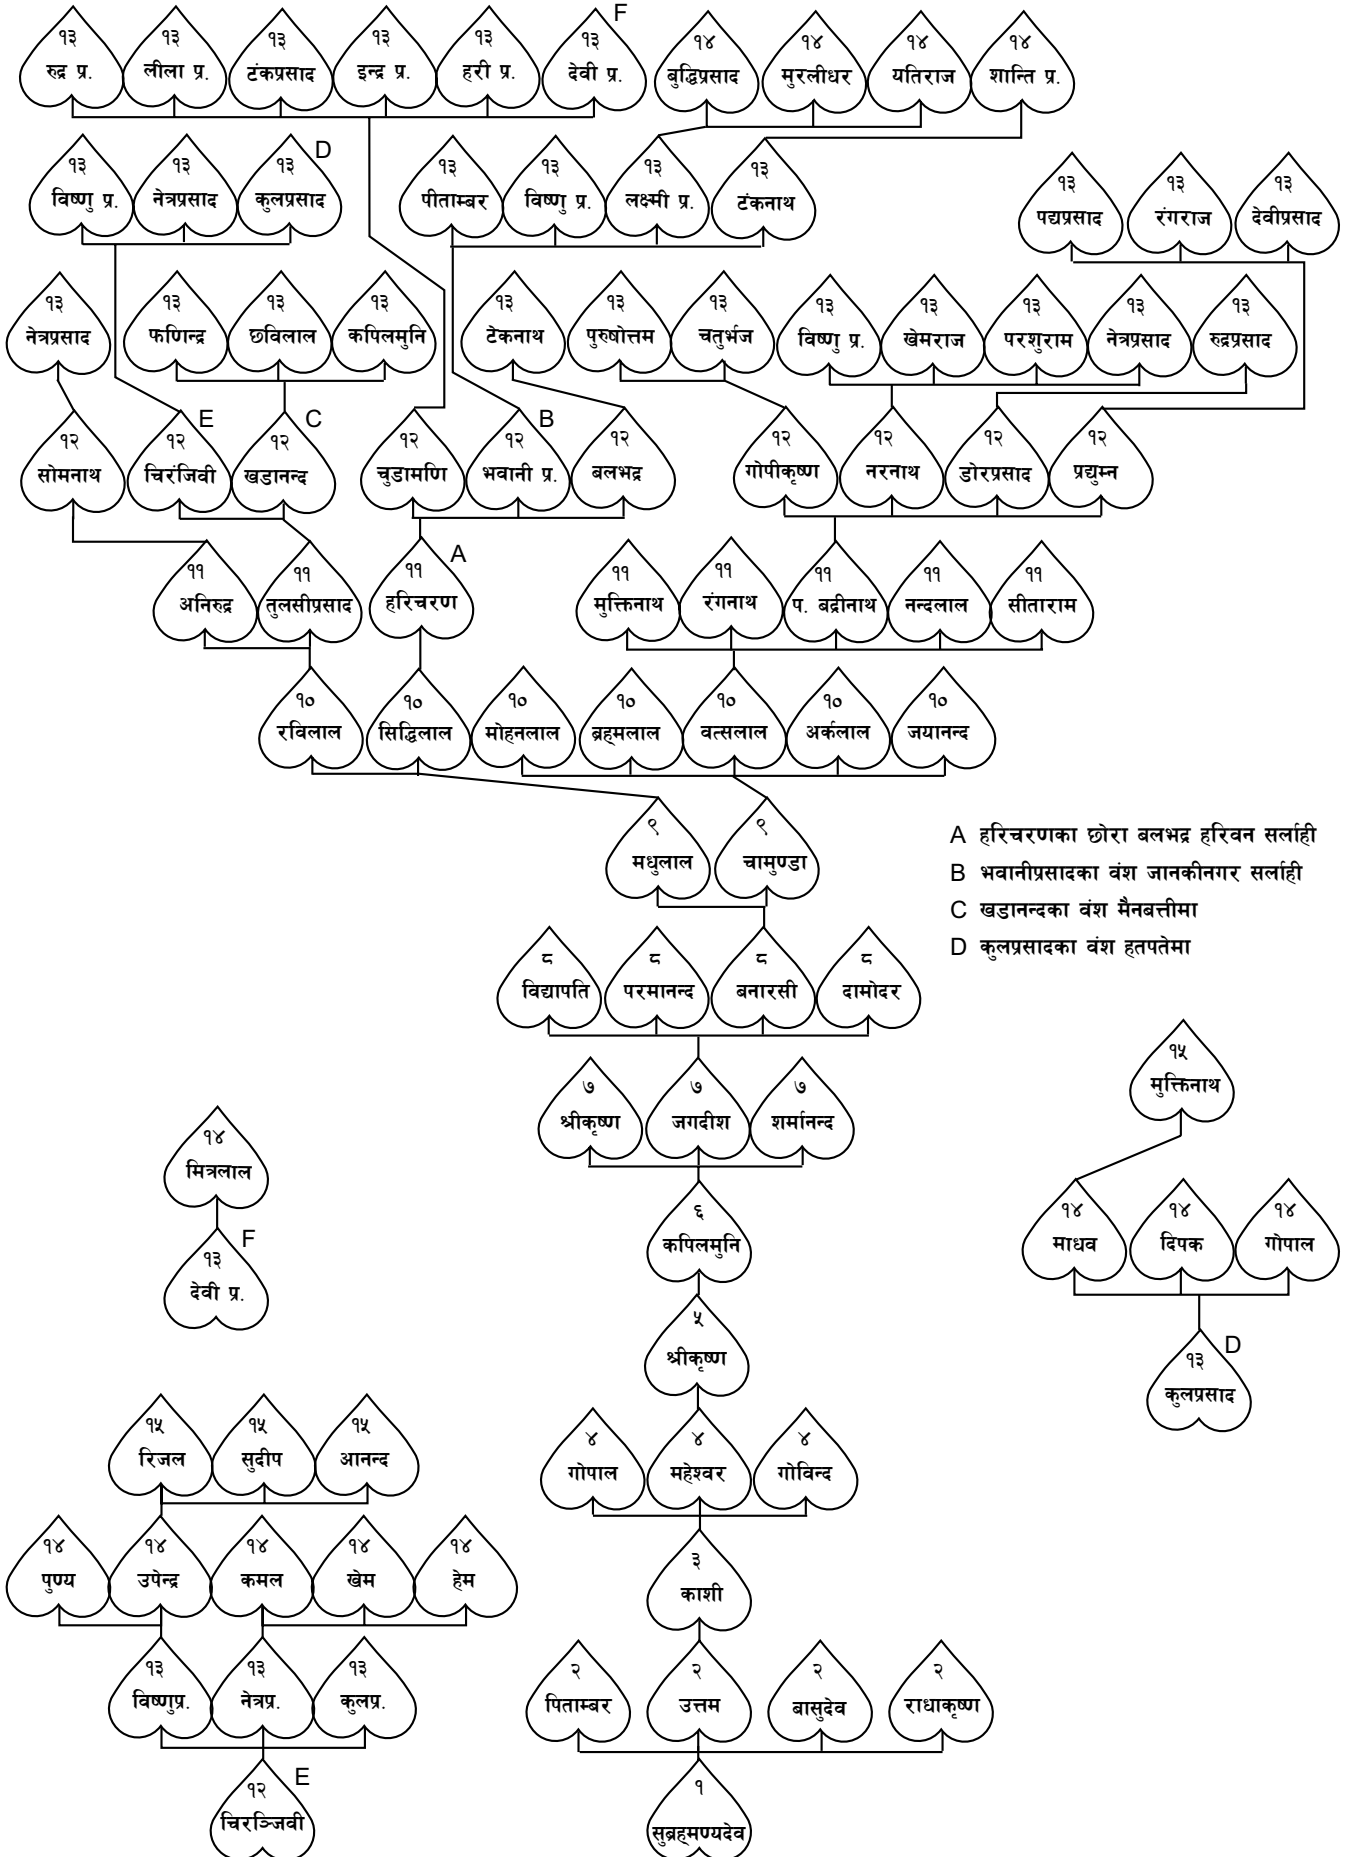 F
१३ १३ १३ १३ १३ १३ १४ १४ १४ १४
रुद्र प्र. लीला प्र. टंकप्रसाद इन्द्र प्र. हरी प्र. देवी प्र. बुद्धिप्रसाद मुरलीधर यतिराज शान्ति प्र.
D
१३ १३ १३ १३ १३ १३ १३ १३ १३ १३
विष्णु प्र. नेत्रप्रसाद कुलप्रसाद पीताम्बर विष्णु प्र. लक्ष्मी प्र. टंकनाथ पद्यप्रसाद रंगराज देवीप्रसाद
१३ १३ १३ १३ १३ १३ १३ १३ १३ १३ १३ १३
नेत्रप्रसाद फणिन्द्र छविलाल कपिलमुनि टेकनाथ पुरुषोत्तम चतुर्भज विष्णु प्र. खेमराज परशुराम नेत्रप्रसाद रुद्रप्रसाद
E C B
१२ १२ १२ १२ १२ १२ १२ १२ १२ १२
सोमनाथ चिरंजिवी खडानन्द चुडामणि भवानी प्र. बलभद्र गोपीकृष्ण नरनाथ डोरप्रसाद प्रद्युम्न
A
११ ११ ११ ११ ११ ११ ११ ११
अनिरुद्र तुलसीप्रसाद हरिचरण मुक्तिनाथ रंगनाथ प. बद्रीनाथ नन्दलाल सीताराम
१० १० १० १० १० १० १०
रविलाल सिद्धिलाल मोहनलाल ब्रह्मलाल वत्सलाल अर्कलाल जयानन्द
९ ९
मधुलाल चामुण्डा
A हरिचरणका छोरा बलभद्र हरिवन सर्लाही
B भवानीप्रसादका वंश जानकीनगर सर्लाही
C खडानन्दका वंश मैनबत्तीमा
D कुलप्रसादका बंश हतपतेमा
८ ८ ८ ८
विद्यापति परमानन्द बनारसी दामोदर
७ ७ ७
श्रीकृष्ण जगदीश शर्मानन्द
६
कपिलमुनि
५
श्रीकृष्ण
४ ४ ४
गोपाल महेश्वर गोविन्द
३
काशी
२ २ २ २
पिताम्बर उत्तम बासुदेव राधाकृष्ण
१
सुब्रह्मण्यदेव
१५
मुक्तिनाथ
१४ १४ १४
माधव दिपक गोपाल
D
१३
कुलप्रसाद
१४
मित्रलाल
F
१३
देवी प्र.
१५ १५ १५
रिजल सुदीप आनन्द
१४ १४ १४ १४ १४
पुण्य उपेन्द्र कमल खेम हेम
१३ १३ १३
विष्णुप्र. नेत्रप्र. कुलप्र.
E
१२
चिरञ्जिवी